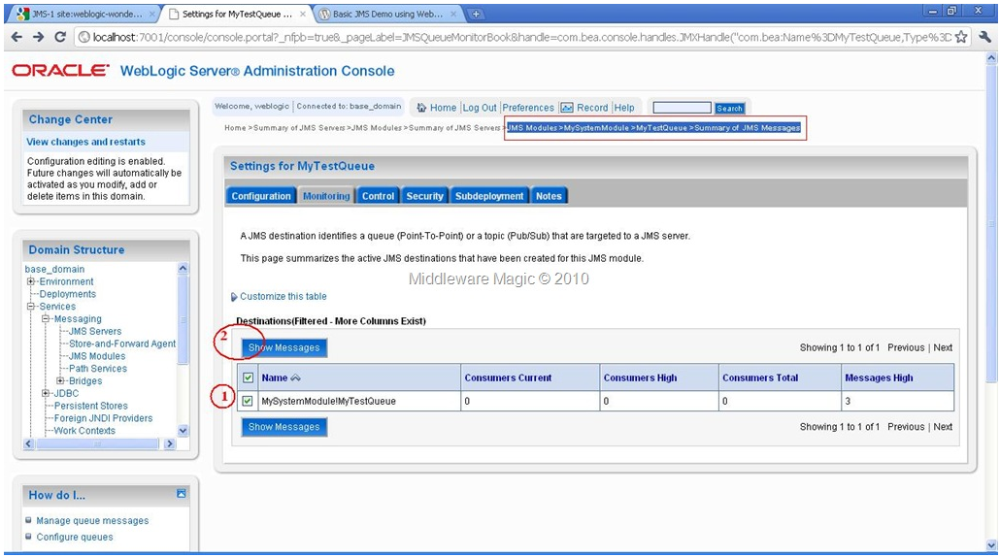 JMS-1 site:weblogic-wonde...
Settings for MyTestQueue ...
Basic JMS Demo using Web...
localhost:7001/console/console.portal?_nfpb=true&_pageLabel=JMSQueueMonitorBook&handle=com.bea.console.handles.JMXHandle("com.bea:Name%3DMyTestQueue,Type%3D
ORACLE WebLogic Server® Administration Console
Change Center
View changes and restarts
Configuration editing is enabled.
Future changes will automatically be
activated as you modify, add or
delete items in this domain.
Domain Structure
base_domain
Environment
Deployments
Services
Messaging
JMS Servers
Store-and-Forward Agent
JMS Modules
Path Services
Bridges
JDBC
Persistent Stores
Foreign JNDI Providers
Work Contexts
How do I...
Manage queue messages
Configure queues
Welcome, weblogic Connected to: base_domain Home Log Out Preferences Record Help Search
Home >Summary of JMS Servers >JMS Modules >Summary of JMS Servers >JMS Modules >MySystemModule >MyTestQueue >Summary of JMS Messages
Settings for MyTestQueue
Configuration Monitoring Control Security Subdeployment Notes
A JMS destination identifies a queue (Point-To-Point) or a topic (Pub/Sub) that are targeted to a JMS server.
This page summarizes the active JMS destinations that have been created for this JMS module.
Middleware Magic © 2010
Customize this table
Destinations(Filtered - More Columns Exist)
2
Show Messages Showing 1 to 1 of 1 Previous | Next
Name Consumers Current Consumers High Consumers Total Messages High
1 MySystemModule!MyTestQueue 0 0 0 3
Show Messages Showing 1 to 1 of 1 Previous | Next